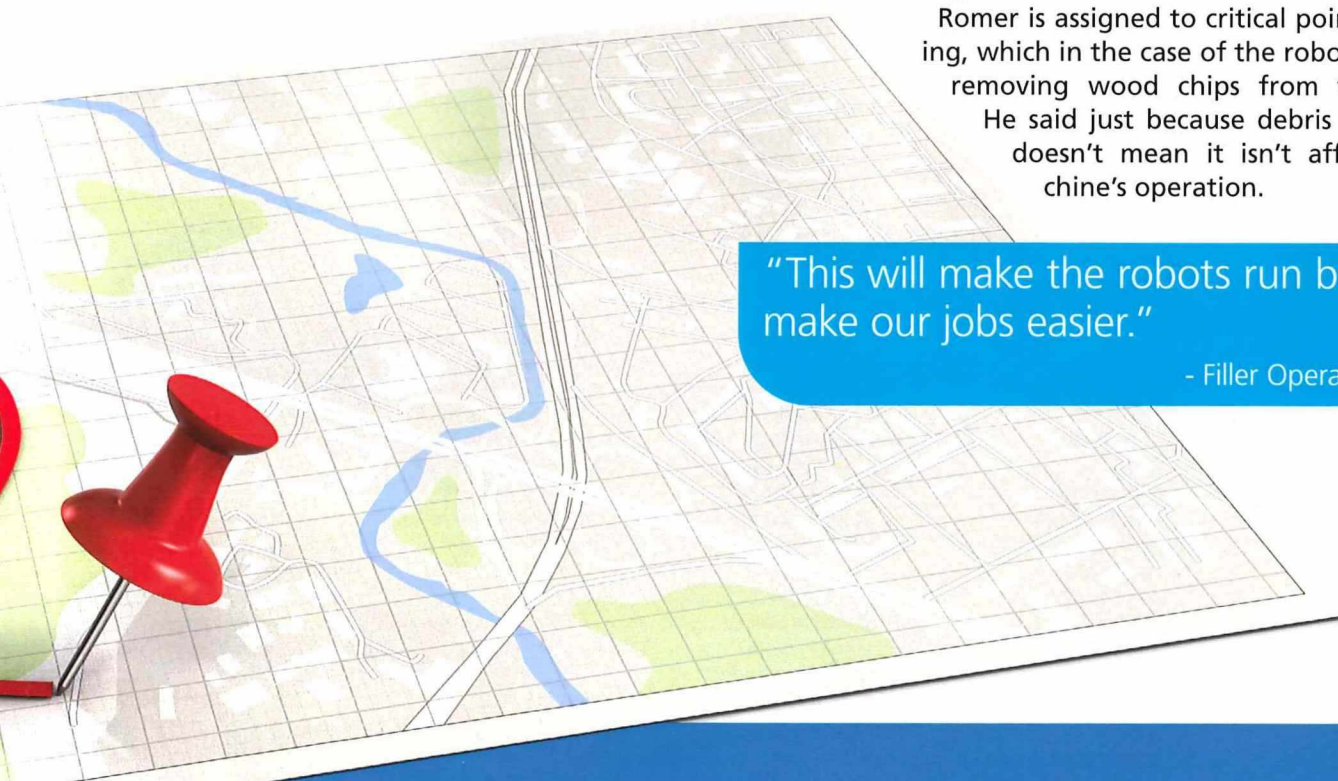 Romer is assigned to critical poin
ing, which in the case of the robo
removing wood chips from
He said just because debris
doesn't mean it isn't aff
chine's operation.
"This will make the robots run b
make our jobs easier."
- Filler Opera